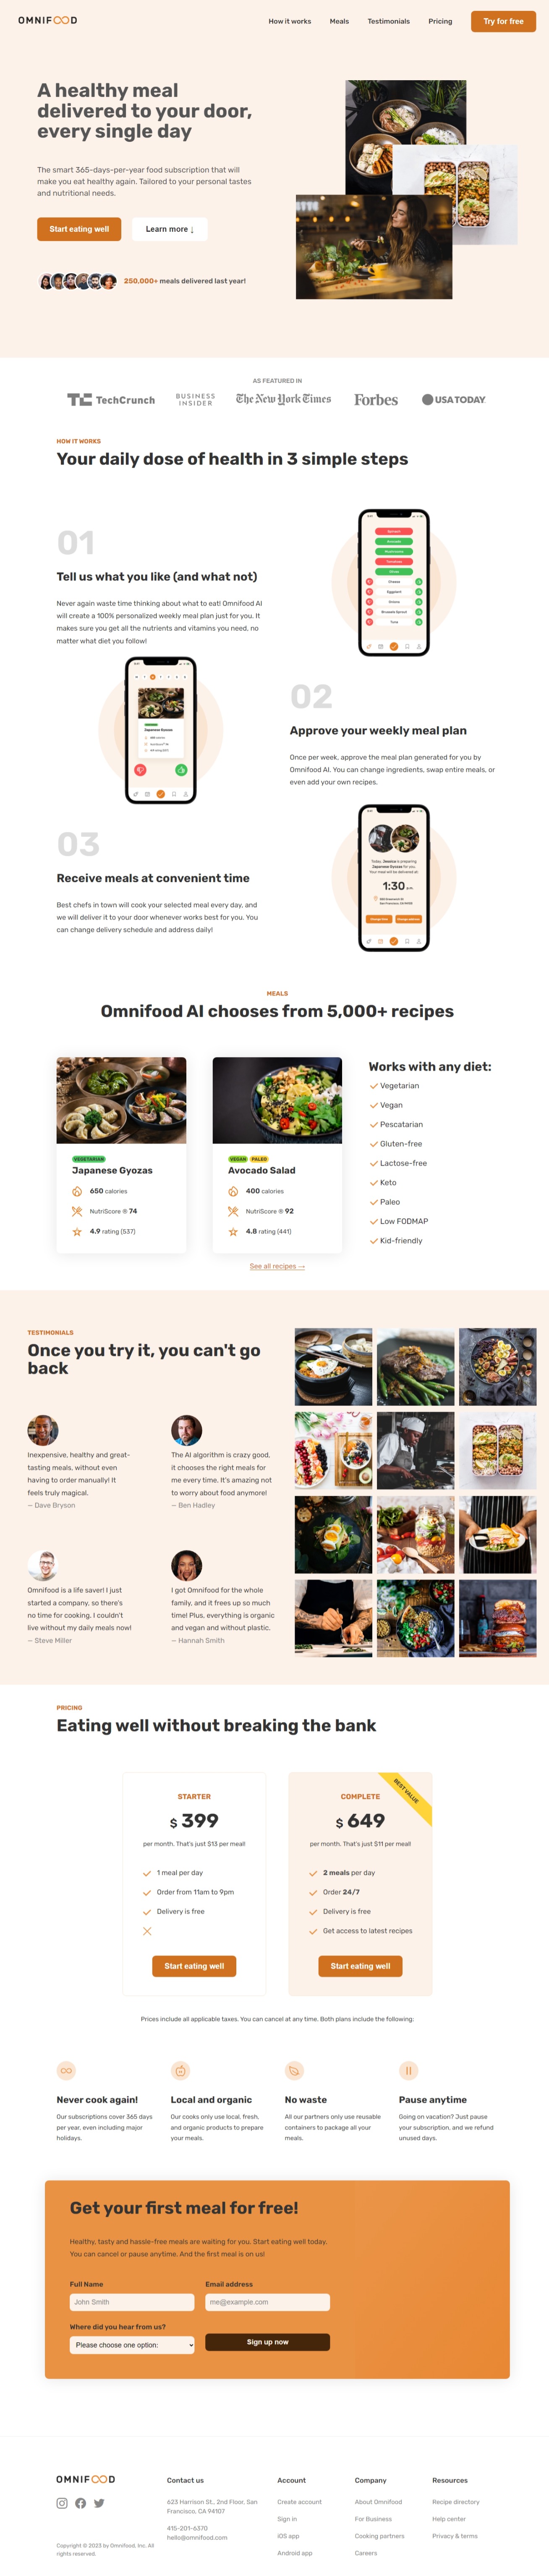 OMNIFOOD
How it works
Meals
Testimonials
Pricing
Try for free
A healthy meal
delivered to your door,
every single day
The smart 365-days-per-year food subscription that will
make you eat healthy again. Tailored to your personal tastes
and nutritional needs.
Start eating well
Learn more ↓
250,000+ meals delivered last year!
AS FEATURED IN
TechCrunch
BUSINESS
INSIDER
The New York Times
Forbes
USA TODAY
HOW IT WORKS
Your daily dose of health in 3 simple steps
01
Tell us what you like (and what not)
Never again waste time thinking about what to eat! Omnifood AI
will create a 100% personalized weekly meal plan just for you. It
makes sure you get all the nutrients and vitamins you need, no
matter what diet you follow!
Avocado
Mushrooms
Tomatoes
Cheese
Eggplant
Onions
Brussels Sprout
Tuna
Japanese Gyozas
02
Approve your weekly meal plan
Once per week, approve the meal plan generated for you by
Omnifood AI. You can change ingredients, swap entire meals, or
even add your own recipes.
03
Receive meals at convenient time
Best chefs in town will cook your selected meal every day, and
we will deliver it to your door whenever works best for you. You
can change delivery schedule and address daily!
Today, Jessica is preparing
Japanese Gyozas for you.
Your meal will be delivered at
1:30 p.m.
MEALS
Omnifood AI chooses from 5,000+ recipes
VEGETARIAN
Japanese Gyozas
650 calories
NutriScore ® 74
4.9 rating (537)
VEGAN
PALEO
Avocado Salad
400 calories
NutriScore ® 92
4.8 rating (441)
Works with any diet:
Vegetarian
Vegan
Pescatarian
Gluten-free
Lactose-free
Keto
Paleo
Low FODMAP
Kid-friendly
See all recipes →
TESTIMONIALS
Once you try it, you can't go
back
Inexpensive, healthy and great-
tasting meals, without even
having to order manually! It
feels truly magical.
— Dave Bryson
The AI algorithm is crazy good,
it chooses the right meals for
me every time. It's amazing not
to worry about food anymore!
— Ben Hadley
Omnifood is a life saver! I just
started a company, so there's
no time for cooking. I couldn't
live without my daily meals now!
— Steve Miller
I got Omnifood for the whole
family, and it frees up so much
time! Plus, everything is organic
and vegan and without plastic.
— Hannah Smith
PRICING
Eating well without breaking the bank
STARTER
$ 399
per month. That's just $13 per meal!
1 meal per day
Order from 11am to 9pm
Delivery is free
Start eating well
BEST VALUE
COMPLETE
$ 649
per month. That's just $11 per meal!
2 meals per day
Order 24/7
Delivery is free
Get access to latest recipes
Start eating well
Prices include all applicable taxes. You can cancel at any time. Both plans include the following:
Never cook again!
Our subscriptions cover 365 days
per year, even including major
holidays.
Local and organic
Our cooks only use local, fresh,
and organic products to prepare
your meals.
No waste
All our partners only use reusable
containers to package all your
meals.
Pause anytime
Going on vacation? Just pause
your subscription, and we refund
unused days.
Get your first meal for free!
Healthy, tasty and hassle-free meals are waiting for you. Start eating well today.
You can cancel or pause anytime. And the first meal is on us!
Full Name
Email address
John Smith
me@example.com
Where did you hear from us?
Please choose one option:
Sign up now
OMNIFOOD
Copyright © 2023 by Omnifood, Inc. All
rights reserved.
Contact us
623 Harrison St., 2nd Floor, San
Francisco, CA 94107
415-201-6370
hello@omnifood.com
Account
Create account
Sign in
iOS app
Android app
Company
About Omnifood
For Business
Cooking partners
Careers
Resources
Recipe directory
Help center
Privacy & terms